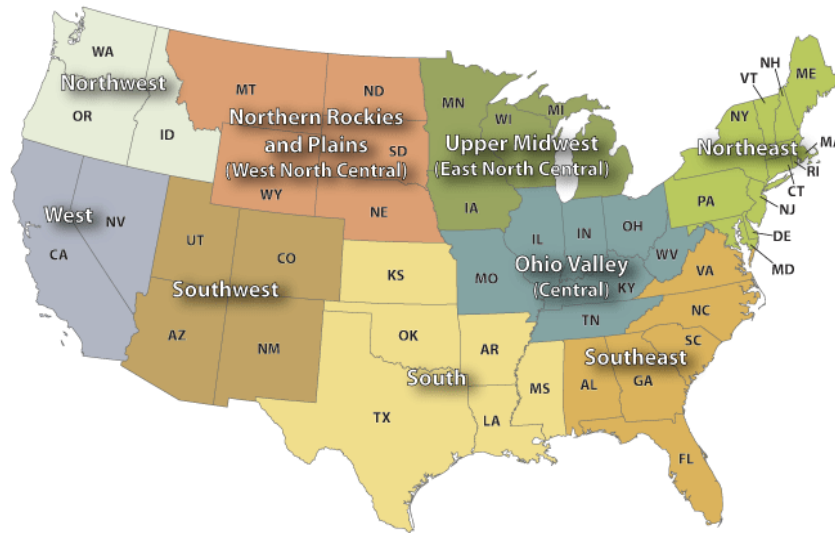 WA
Northwest
OR
ID
MT
ND
Northern Rockies
and Plains
(West North Central)
SD
WY
NE
MN
WI
MI
Upper Midwest
(East North Central)
IA
VT
NH
ME
NY
MA
Northeast
RI
CT
PA
NJ
DE
MD
West
NV
CA
UT
CO
Southwest
AZ
NM
KS
OK
AR
South
MS
TX
LA
IL
IN
OH
WV
MO
Ohio Valley
(Central)
KY
TN
VA
NC
SC
Southeast
AL
GA
FL